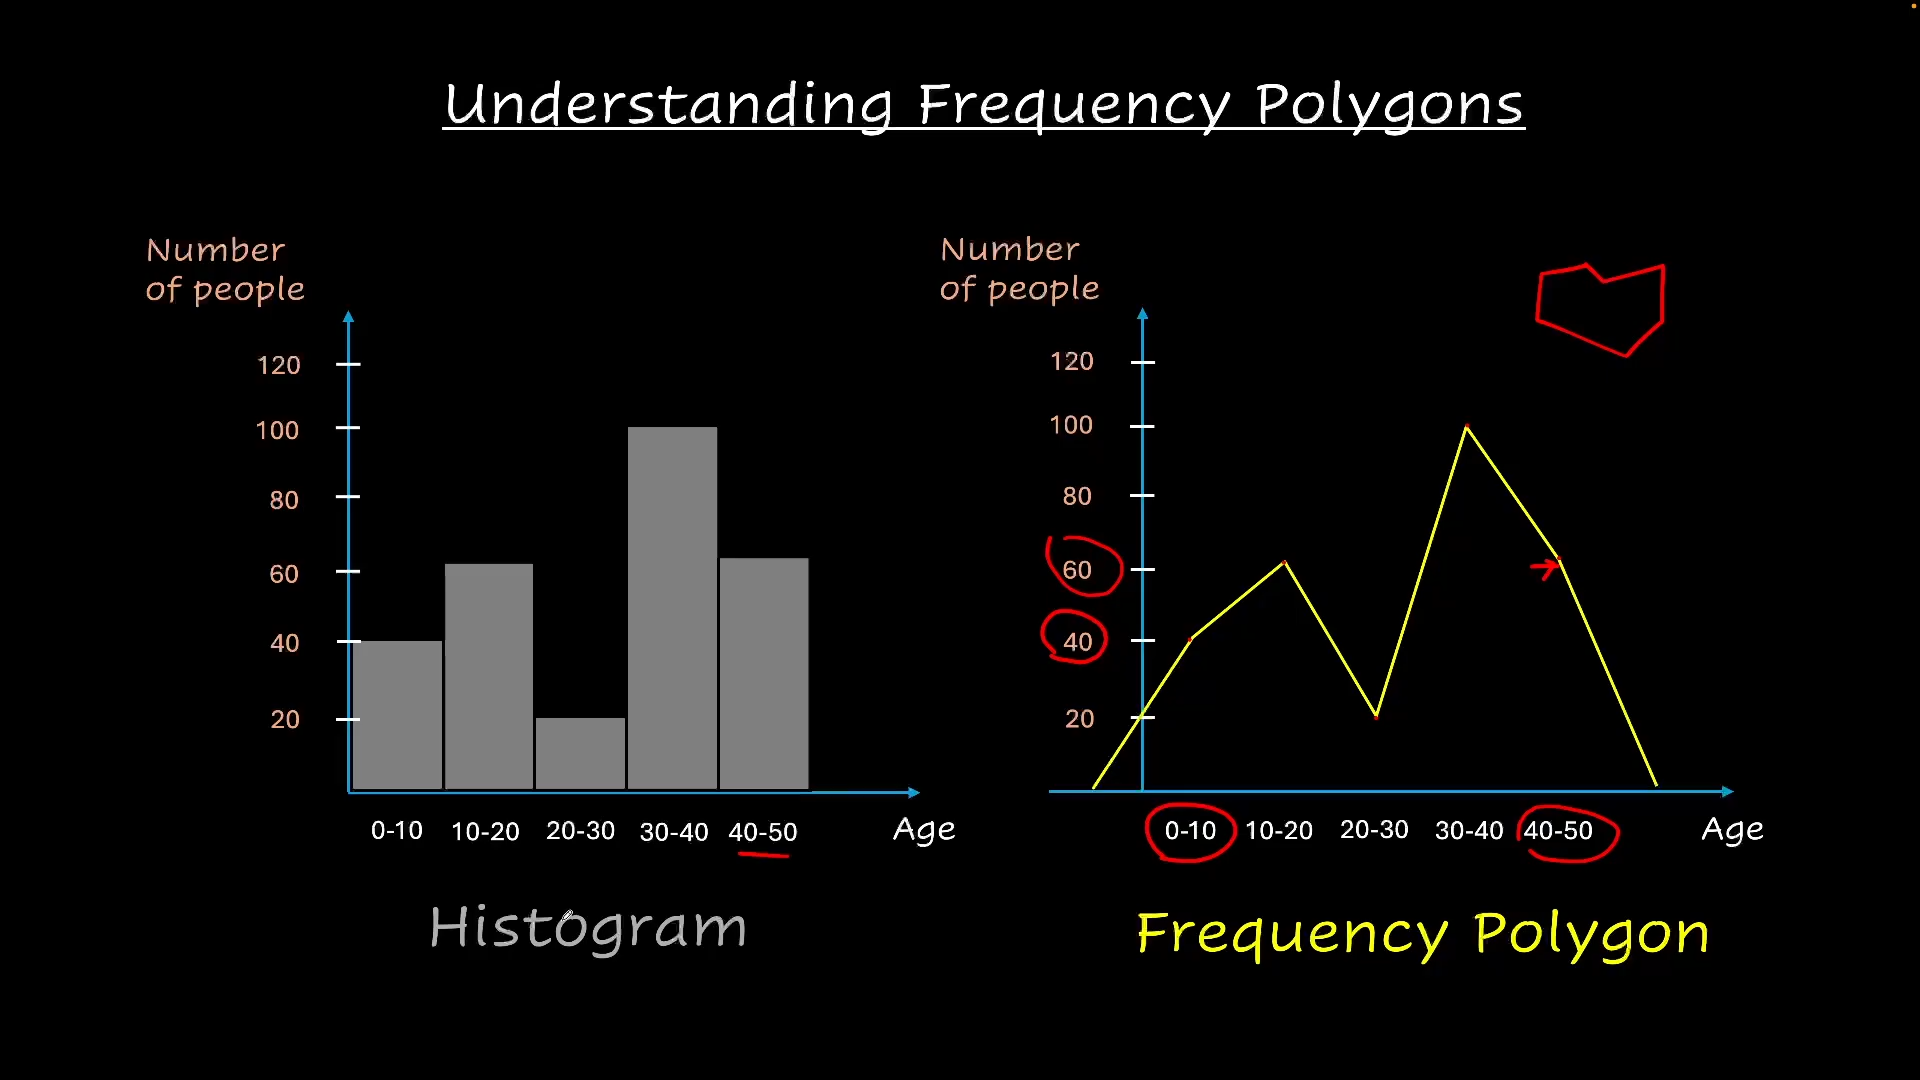 Understanding Frequency Polygons
Number
of people
120
100
80
60
40
20
0-10 10-20 20-30 30-40 40-50 Age
Histogram
Number
of people
120
100
80
60
40
20
0-10 10-20 20-30 30-40 40-50 Age
Frequency Polygon